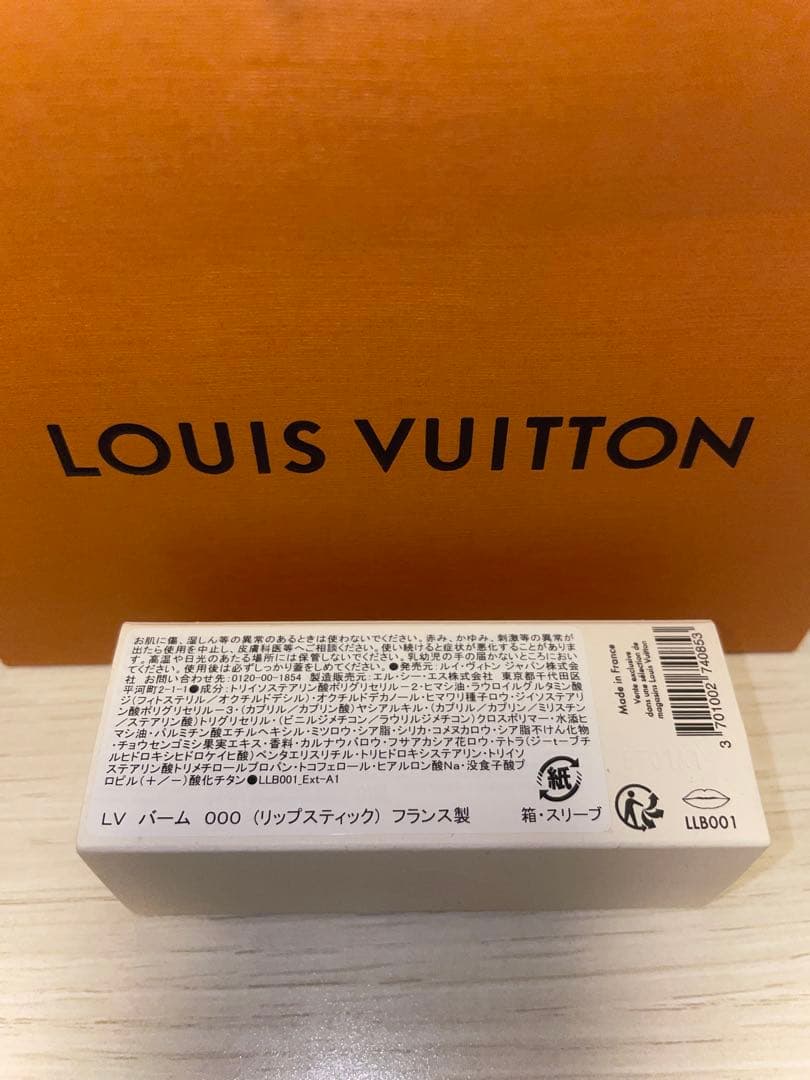 LOUIS VUITTON
お肌に傷、湿しん等の異常のあるときは使わないでください。赤み、かゆみ、刺激等の異常が
出たら使用を中止し、皮膚科医等へご相談ください。使い続けると症状が悪化することがありま
す。高温や日光のあたる場所には保管しないでください。乳幼児の手の届かないところにおい
てください。使用後は必ずしっかり蓋をしめてください。●発売元:ルイ・ヴィトン ジャパン株式会
社 お問い合わせ先:0120-00-1854 製造販売元:エル・シー・エス株式会社 東京都千代田区
平河町2-1-1●成分:トリイソステアリン酸ポリグリセリル-2・ヒマシ油・ラウロイルグルタミン酸
ジ(フィトステリル/オクチルドデシル)・オクチルドデカノール・ヒマワリ種子ロウ・ジイソステアリ
ン酸ポリグリセリル-3・(カプリル/カプリン酸)ヤシアルキル・(カプリル/カプリン/ミリスチン
/ステアリン酸)トリグリセリル・(ビニルジメチコン/ラウリルジメチコン)クロスポリマー・水添ヒ
マシ油・パルミチン酸エチルヘキシル・ミツロウ・シア脂・シリカ・コメヌカロウ・シア脂不けん化物
・チョウセンゴミシ果実エキス・香料・カルナウバロウ・フサアカシア花ロウ・テトラ(ジーt-ブチ
ルヒドロキシヒドロケイヒ酸)ペンタエリスリチル・トリヒドロキシステアリン・トリイソ
ステアリン酸トリメチロールプロパン・トコフェロール・ヒアルロン酸Na・没食子酸プ
ロピル(+/-)酸化チタン●LLB001_Ext-A1
LV バーム 000 (リップスティック) フランス製
紙
箱・スリーブ
Made in France
Vente exclusive
dans une sélection de
magasins Louis Vuitton
3 701002 740853
LLB001